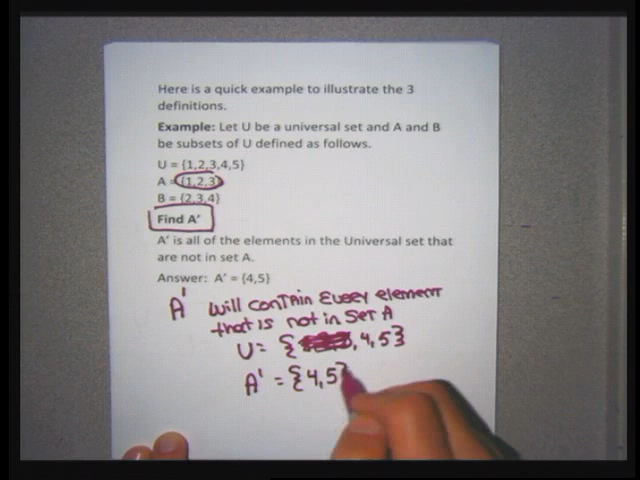 Here is a quick example to illustrate the 3
definitions.
Example: Let U be a universal set and A and B
be subsets of U defined as follows.
U = {1,2,3,4,5}
A = {1,2,3}
B = {2,3,4}
Find A'
A' is all of the elements in the Universal set that
are not in set A.
Answer: A' = {4,5}
A' will contain every element
that is not in set A
U = { , 4, 5}
A' = {4,5}